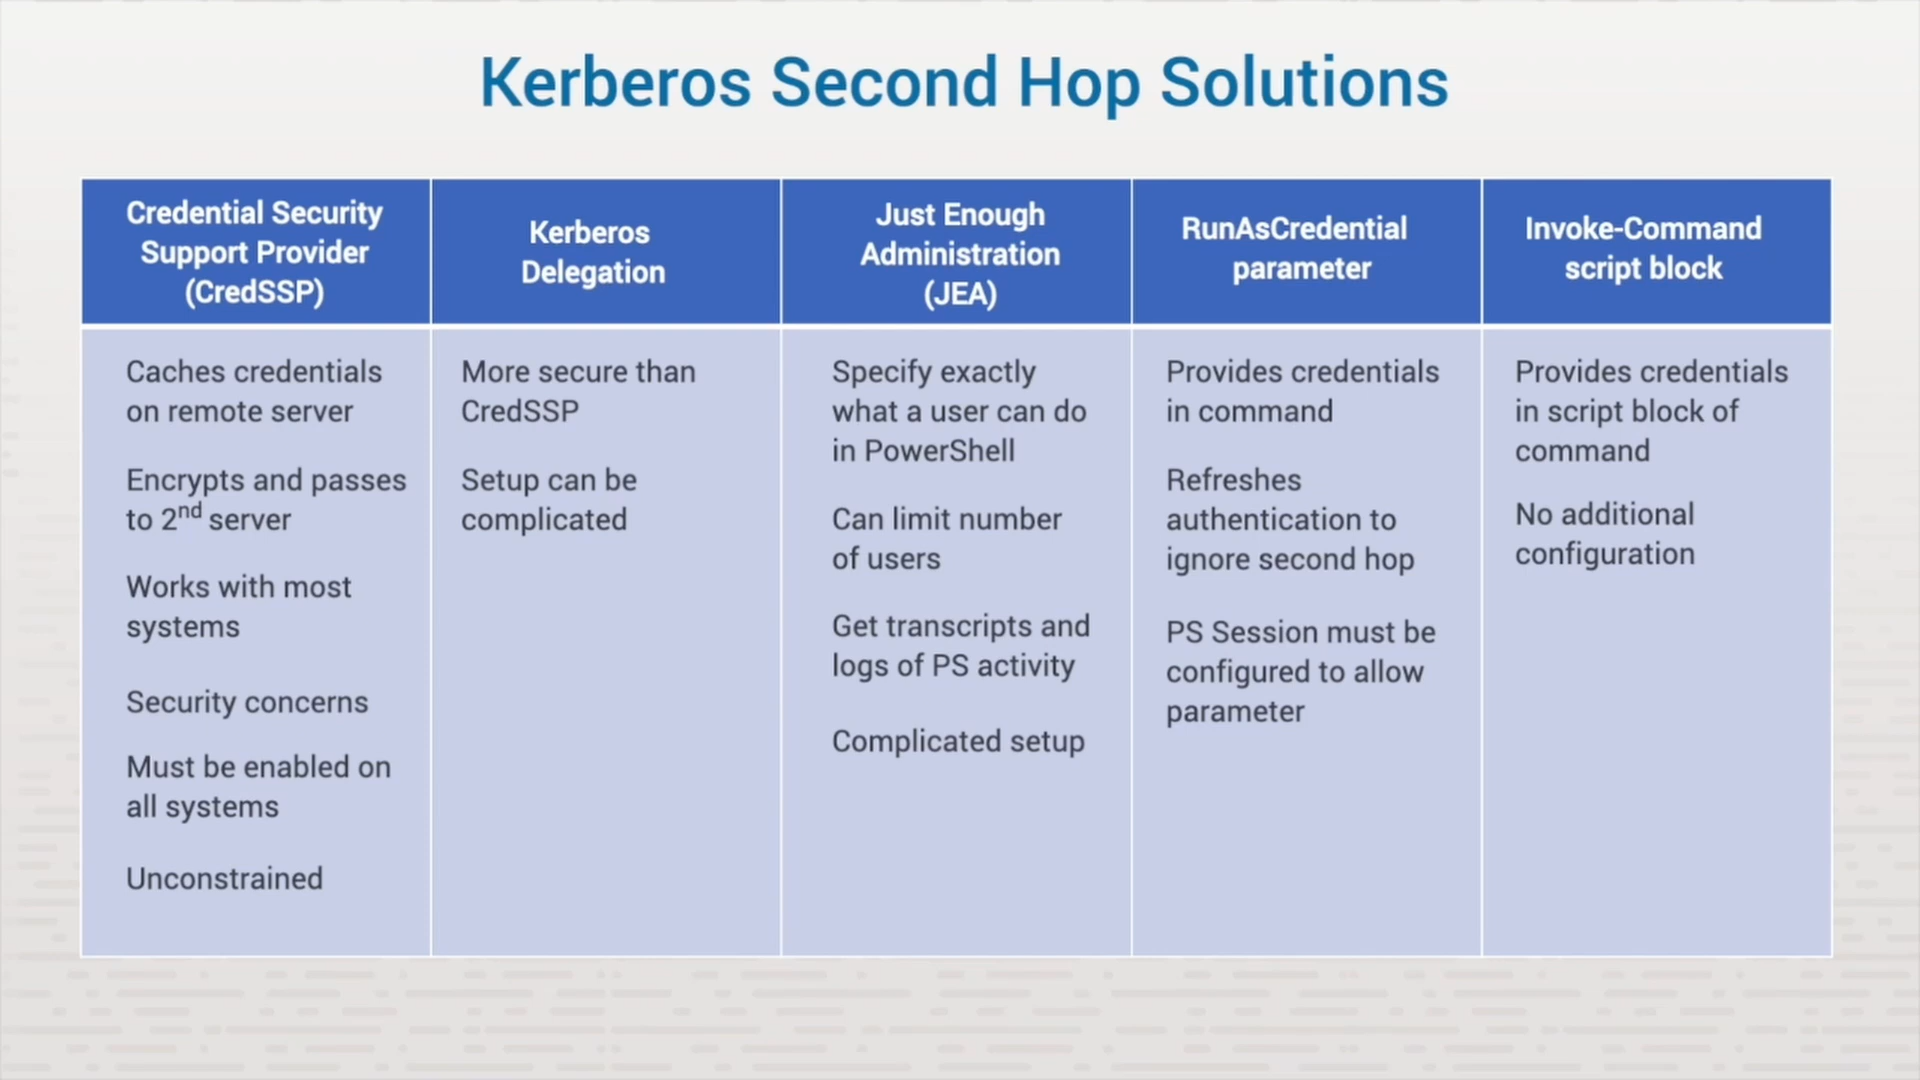 Kerberos Second Hop Solutions
Credential Security
Support Provider
(CredSSP)
Kerberos
Delegation
Just Enough
Administration
(JEA)
RunAsCredential
parameter
Invoke-Command
script block
Caches credentials
on remote server
Encrypts and passes
to 2nd server
Works with most
systems
Security concerns
Must be enabled on
all systems
Unconstrained
More secure than
CredSSP
Setup can be
complicated
Specify exactly
what a user can do
in PowerShell
Can limit number
of users
Get transcripts and
logs of PS activity
Complicated setup
Provides credentials
in command
Refreshes
authentication to
ignore second hop
PS Session must be
configured to allow
parameter
Provides credentials
in script block of
command
No additional
configuration